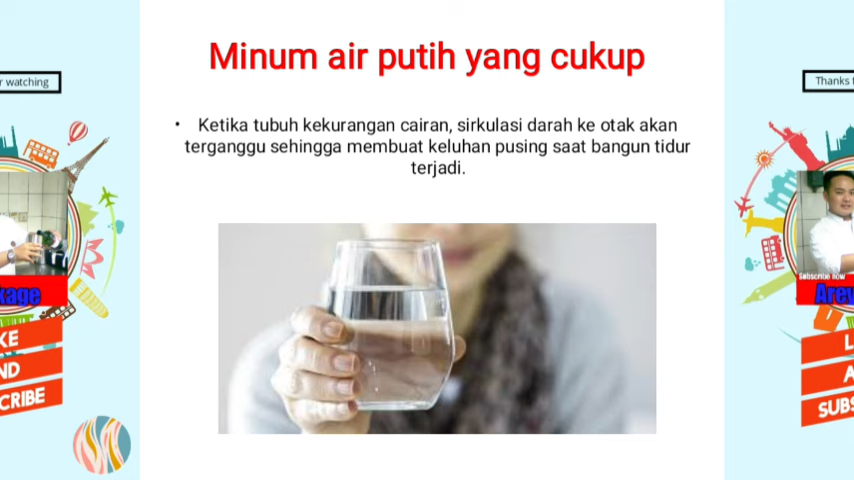 Minum air putih yang cukup
• Ketika tubuh kekurangan cairan, sirkulasi darah ke otak akan
terganggu sehingga membuat keluhan pusing saat bangun tidur
terjadi.
watching
Thanks
Subscribe now